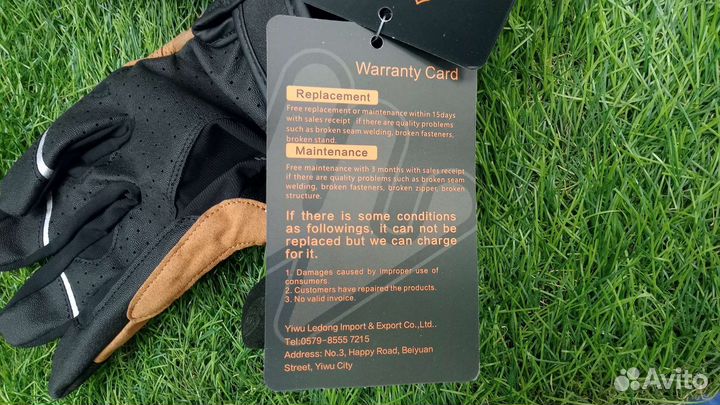 Warranty Card
Replacement
Free replacement or maintenance within 15days
with sales receipt if there are quality problems
such as broken seam welding, broken fasteners,
broken stand.
Maintenance
Free maintenance with 3 months with sales receipt
if there are quality problems such as broken seam
welding, broken fasteners, broken zipper, broken
structure.
If there is some conditions
as followings, it can not be
replaced but we can charge
for it.
1. Damages caused by improper use of
consumers.
2. Customers have repaired the products.
3. No valid invoice.
Yiwu Ledong Import & Export Co.,Ltd..
Tel:0579-8555 7215
Address: No.3, Happy Road, Beiyuan
Street, Yiwu City
Avito